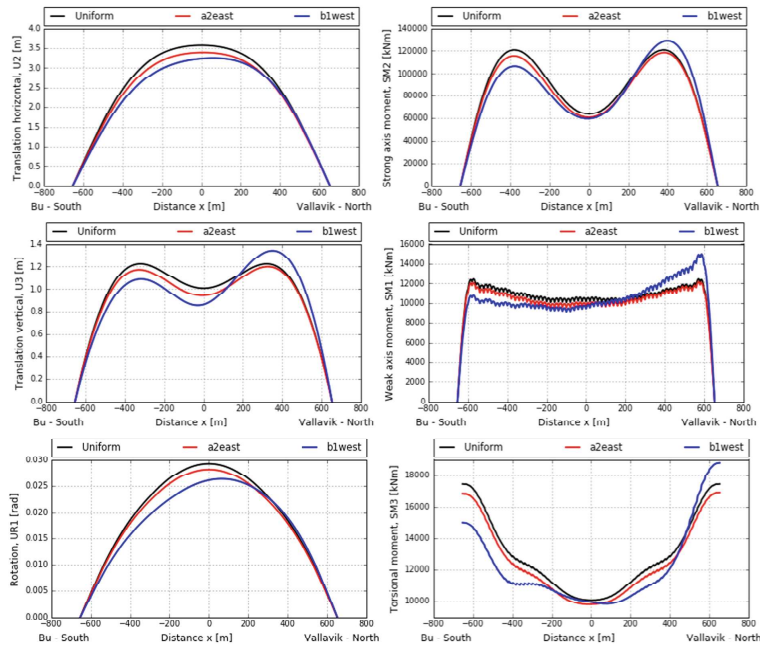 Uniform a2east b1west
Translation horizontal, U2 [m]
4.0
3.5
3.0
2.5
2.0
1.5
1.0
0.5
0.0
−800 −600 −400 −200 0 200 400 600 800
Bu - South Distance x [m] Vallavik - North
Uniform a2east b1west
Strong axis moment, SM2 [kNm]
140000
120000
100000
80000
60000
40000
20000
0
−800 −600 −400 −200 0 200 400 600 800
Bu - South Distance x [m] Vallavik - North
Uniform a2east b1west
Translation vertical, U3 [m]
1.4
1.2
1.0
0.8
0.6
0.4
0.2
0.0
−800 −600 −400 −200 0 200 400 600 800
Bu - South Distance x [m] Vallavik - North
Uniform a2east b1west
Weak axis moment, SM1 [kNm]
16000
14000
12000
10000
8000
6000
4000
2000
0
−800 −600 −400 −200 0 200 400 600 800
Bu - South Distance x [m] Vallavik - North
Uniform a2east b1west
Rotation, UR1 [rad]
0.030
0.025
0.020
0.015
0.010
0.005
0.000
−800 −600 −400 −200 0 200 400 600 800
Bu - South Distance x [m] Vallavik - North
Uniform a2east b1west
Torsional moment, SM3 [kNm]
18000
16000
14000
12000
10000
−800 −600 −400 −200 0 200 400 600 800
Bu - South Distance x [m] Vallavik - North